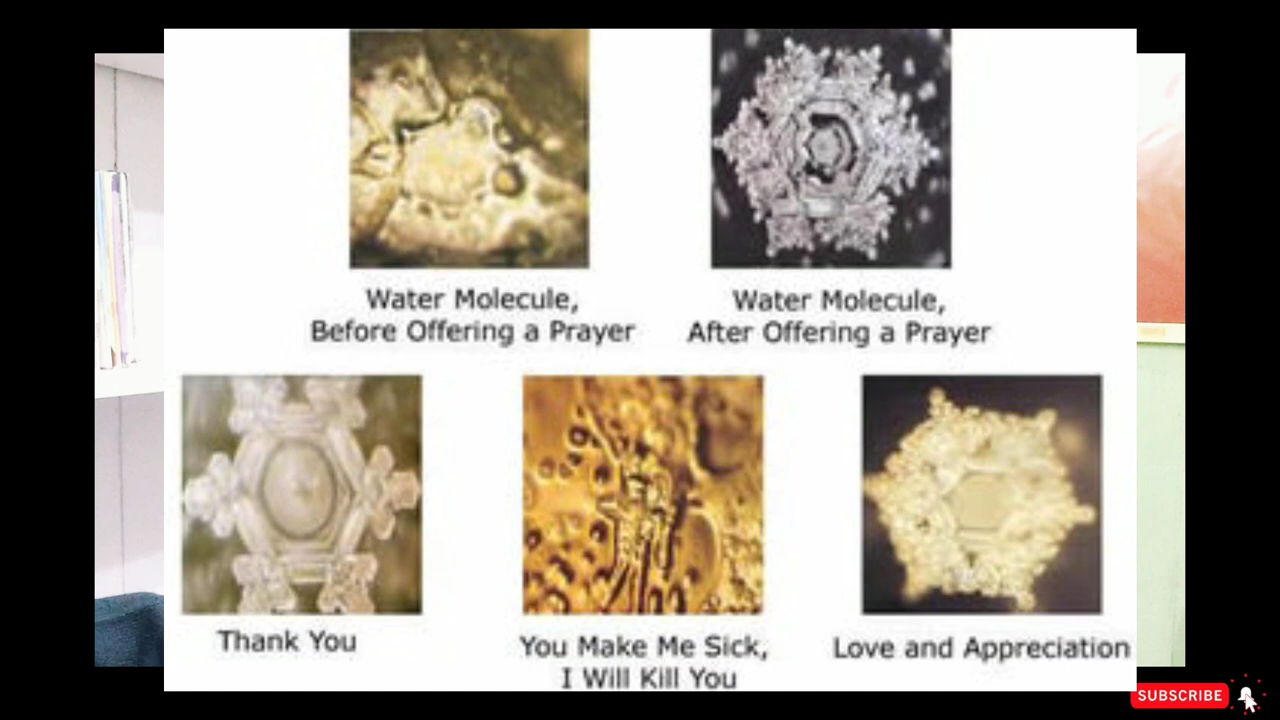 Water Molecule,
Before Offering a Prayer
Water Molecule,
After Offering a Prayer
Thank You
You Make Me Sick,
I Will Kill You
Love and Appreciation
SUBSCRIBE